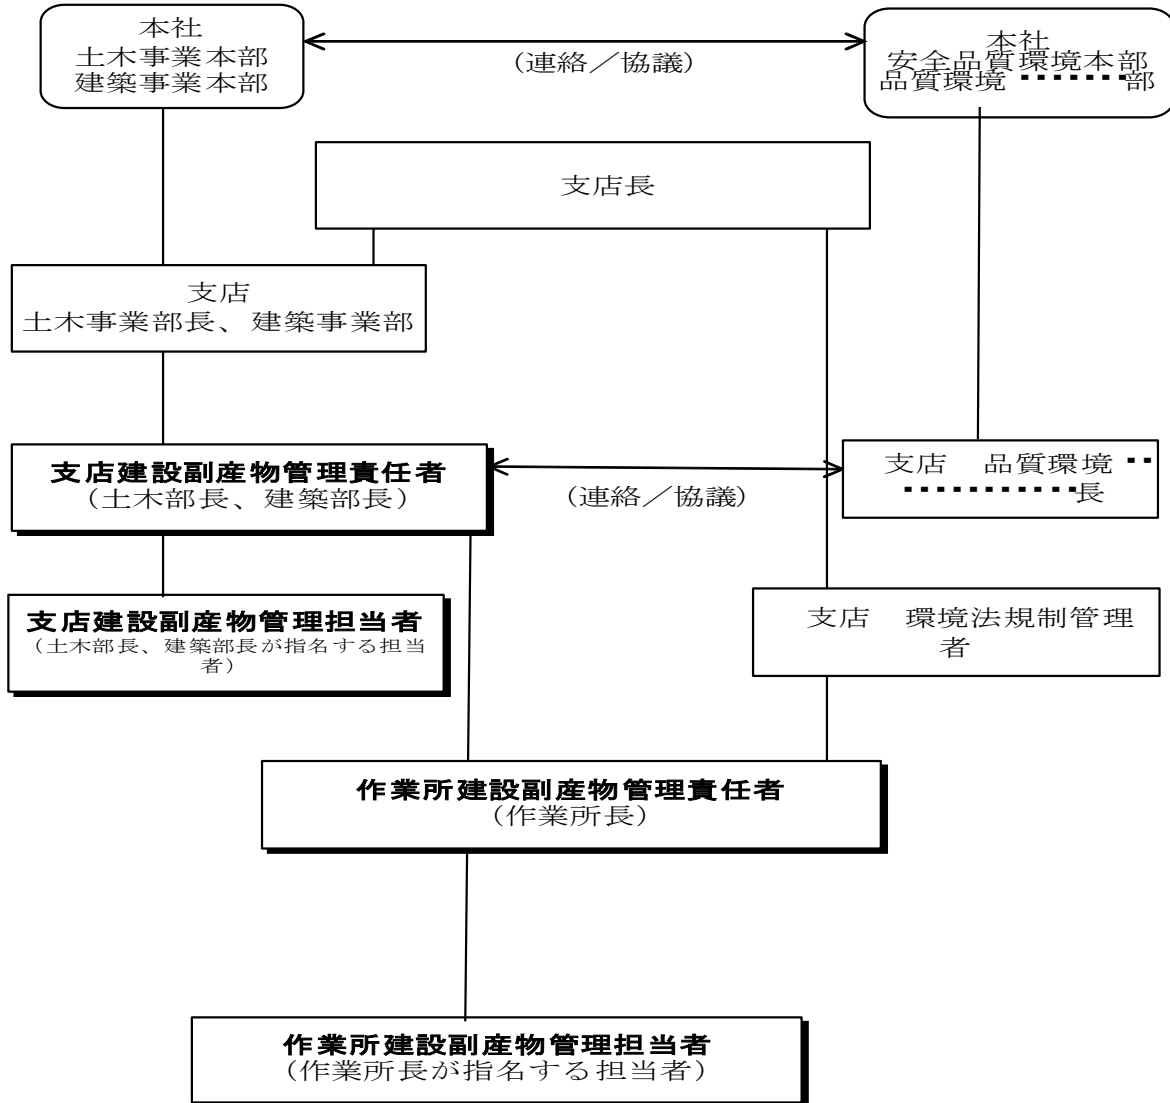 本社
土木事業本部
建築事業本部
(連絡／協議)
本社
安全品質環境本部
品質環境･･･････部
支店長
支店
土木事業部長、建築事業部
支店建設副産物管理責任者
(土木部長、建築部長)
(連絡／協議)
支店　品質環境･･
･･･････････長
支店建設副産物管理担当者
(土木部長、建築部長が指名する担当
者)
支店　環境法規制管理
者
作業所建設副産物管理責任者
(作業所長)
作業所建設副産物管理担当者
(作業所長が指名する担当者)